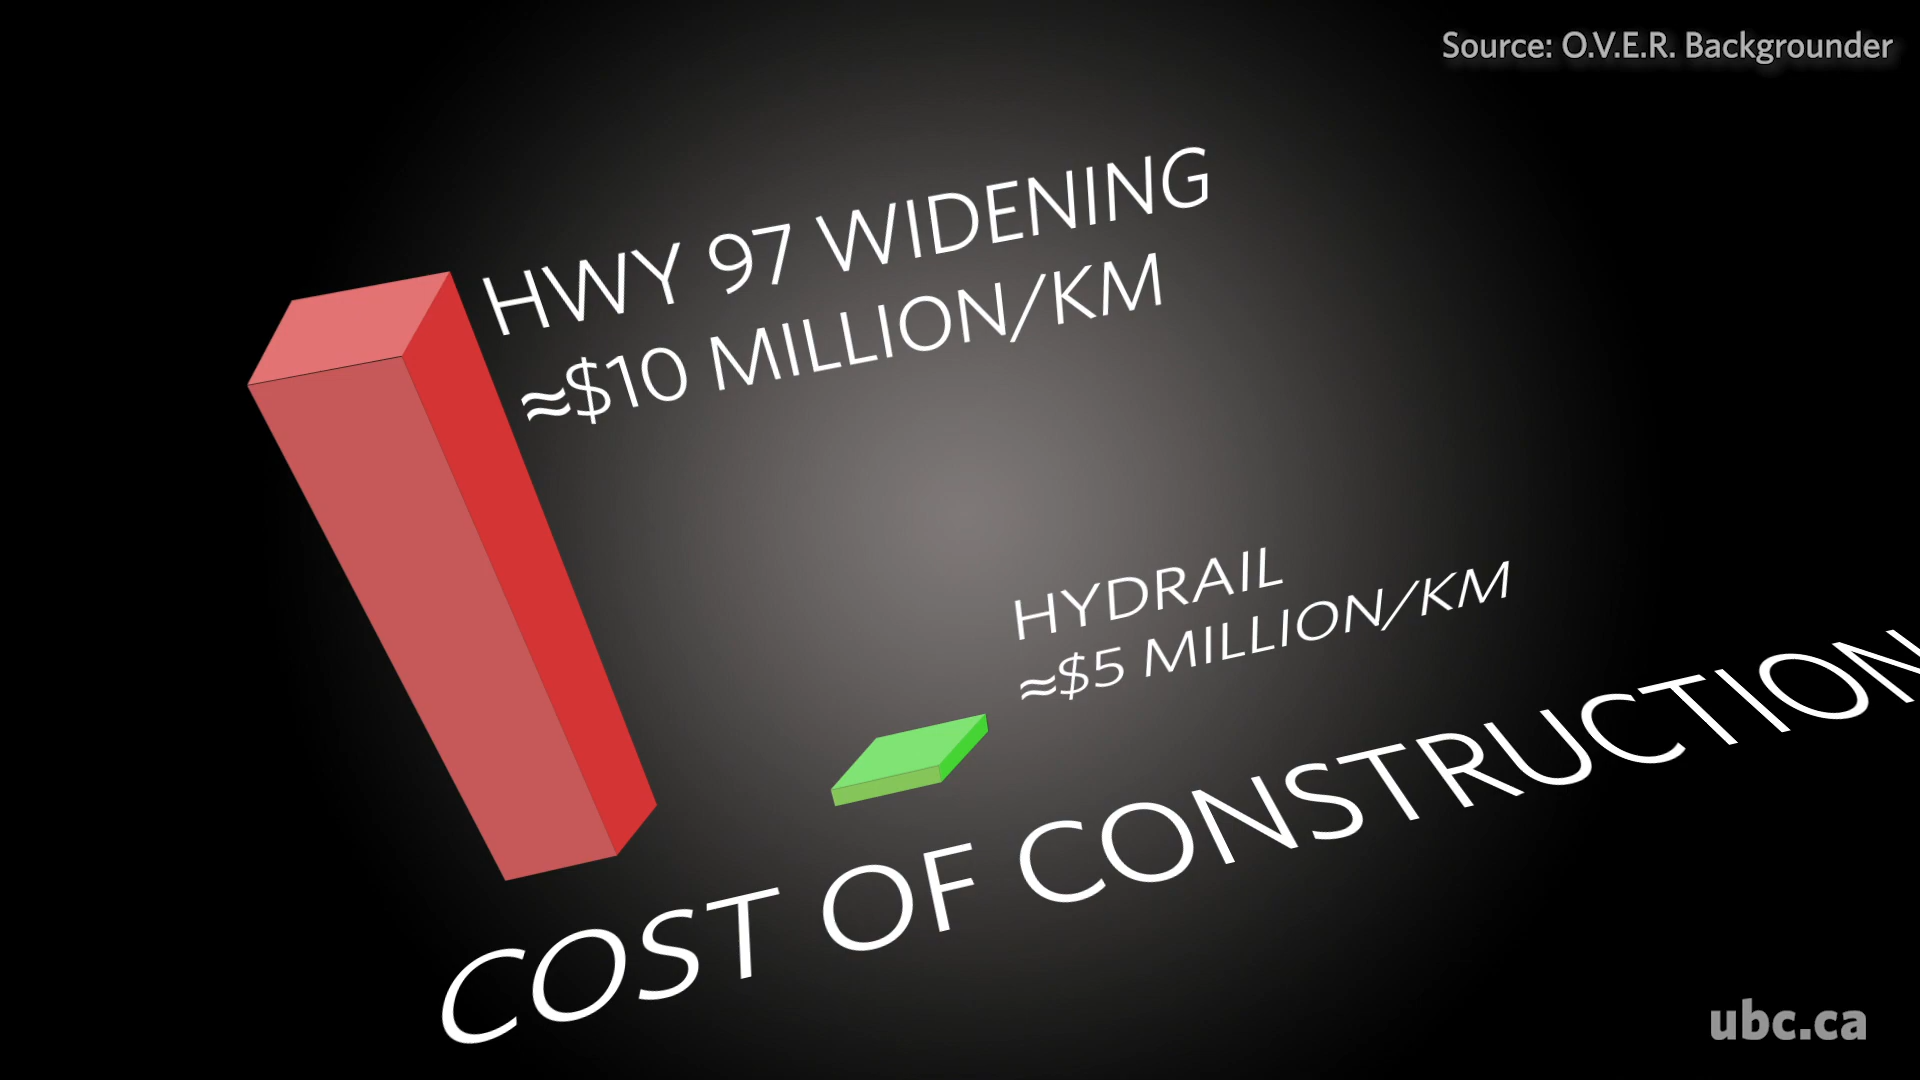 Source: O.V.E.R. Backgrounder
HWY 97 WIDENING
≈$10 MILLION/KM
HYDRAIL
≈$5 MILLION/KM
COST OF CONSTRUCTION
ubc.ca